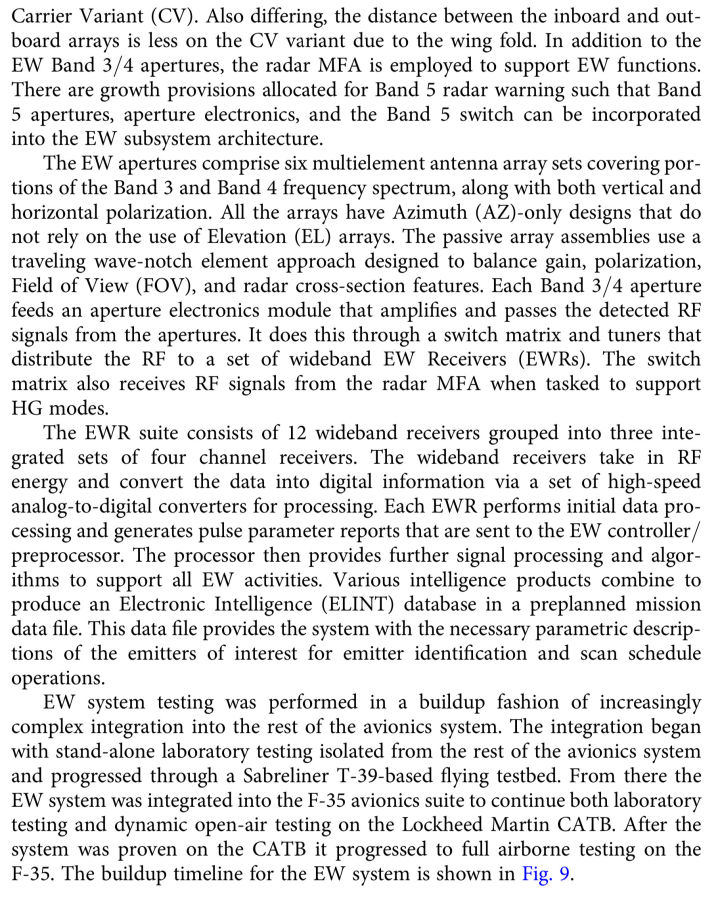 Carrier Variant (CV). Also differing, the distance between the inboard and out-
board arrays is less on the CV variant due to the wing fold. In addition to the
EW Band 3/4 apertures, the radar MFA is employed to support EW functions.
There are growth provisions allocated for Band 5 radar warning such that Band
5 apertures, aperture electronics, and the Band 5 switch can be incorporated
into the EW subsystem architecture.
The EW apertures comprise six multielement antenna array sets covering por-
tions of the Band 3 and Band 4 frequency spectrum, along with both vertical and
horizontal polarization. All the arrays have Azimuth (AZ)-only designs that do
not rely on the use of Elevation (EL) arrays. The passive array assemblies use a
traveling wave-notch element approach designed to balance gain, polarization,
Field of View (FOV), and radar cross-section features. Each Band 3/4 aperture
feeds an aperture electronics module that amplifies and passes the detected RF
signals from the apertures. It does this through a switch matrix and tuners that
distribute the RF to a set of wideband EW Receivers (EWRs). The switch
matrix also receives RF signals from the radar MFA when tasked to support
HG modes.
The EWR suite consists of 12 wideband receivers grouped into three inte-
grated sets of four channel receivers. The wideband receivers take in RF
energy and convert the data into digital information via a set of high-speed
analog-to-digital converters for processing. Each EWR performs initial data pro-
cessing and generates pulse parameter reports that are sent to the EW controller/
preprocessor. The processor then provides further signal processing and algor-
ithms to support all EW activities. Various intelligence products combine to
produce an Electronic Intelligence (ELINT) database in a preplanned mission
data file. This data file provides the system with the necessary parametric descrip-
tions of the emitters of interest for emitter identification and scan schedule
operations.
EW system testing was performed in a buildup fashion of increasingly
complex integration into the rest of the avionics system. The integration began
with stand-alone laboratory testing isolated from the rest of the avionics system
and progressed through a Sabreliner T-39-based flying testbed. From there the
EW system was integrated into the F-35 avionics suite to continue both laboratory
testing and dynamic open-air testing on the Lockheed Martin CATB. After the
system was proven on the CATB it progressed to full airborne testing on the
F-35. The buildup timeline for the EW system is shown in Fig. 9.